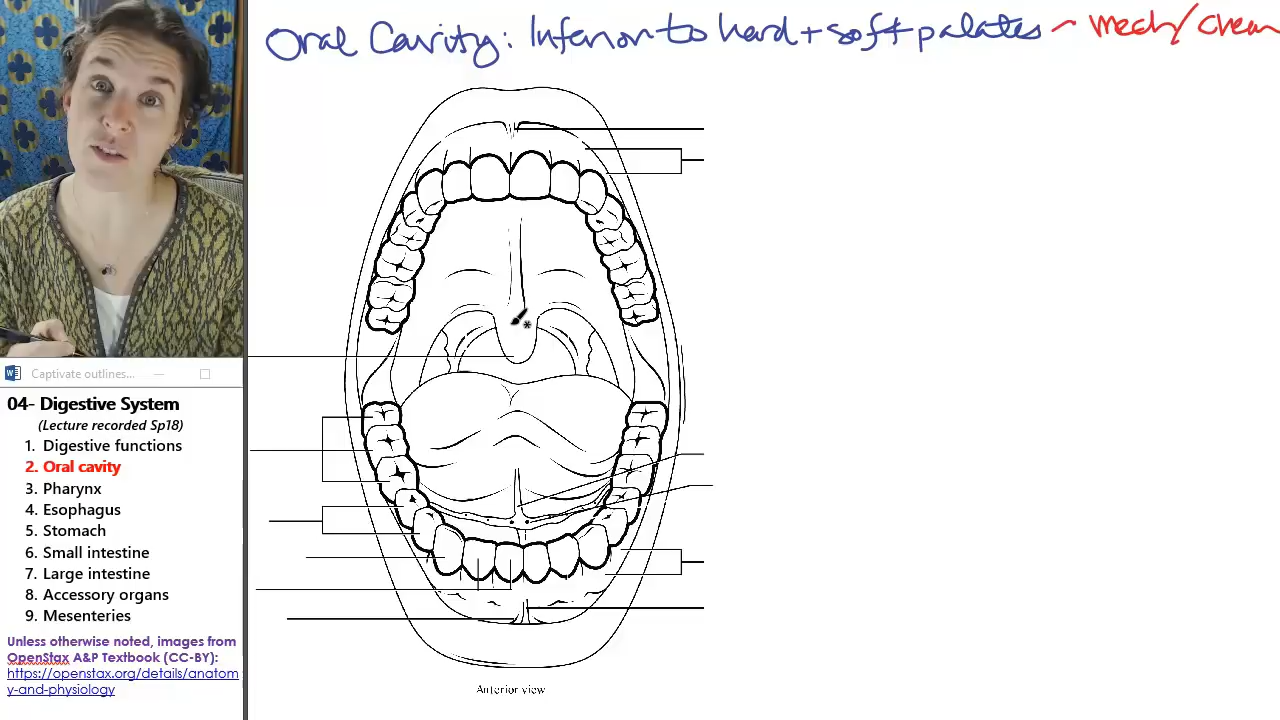 Oral Cavity: Inferior to hard + soft palates ~ mech/chem
Captivate outlines...
04- Digestive System
(Lecture recorded Sp18)
1. Digestive functions
2. Oral cavity
3. Pharynx
4. Esophagus
5. Stomach
6. Small intestine
7. Large intestine
8. Accessory organs
9. Mesenteries
Unless otherwise noted, images from
OpenStax A&P Textbook (CC-BY):
https://openstax.org/details/anatom
y-and-physiology
Anterior view